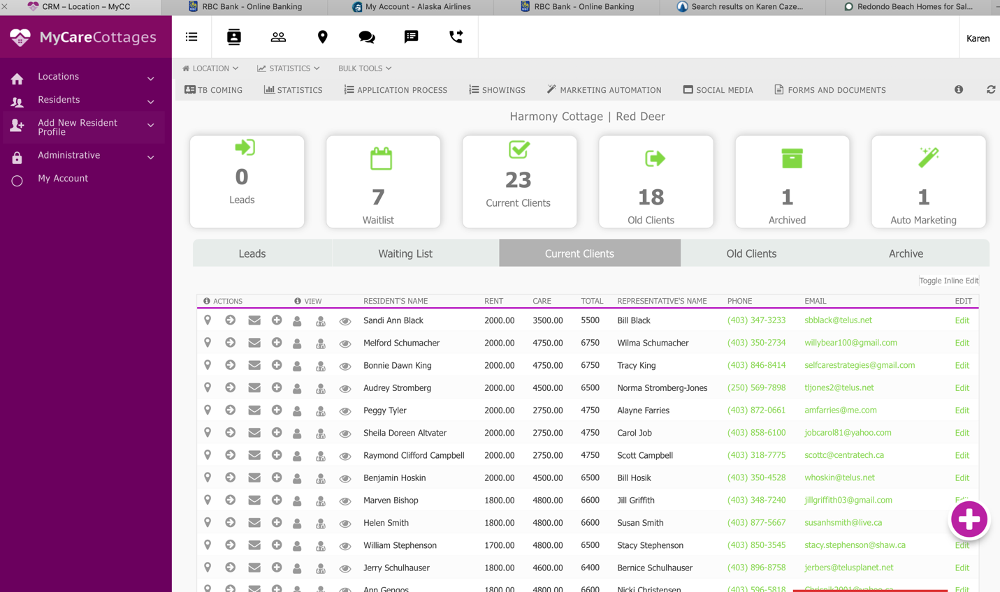 CRM – Location – MyCC
RBC Bank - Online Banking
My Account - Alaska Airlines
RBC Bank - Online Banking
Search results on Karen Caze...
Redondo Beach Homes for Sal...
MyCareCottages
Karen
Locations
Residents
Add New Resident
Profile
Administrative
My Account
LOCATION
STATISTICS
BULK TOOLS
TB COMING
STATISTICS
APPLICATION PROCESS
SHOWINGS
MARKETING AUTOMATION
SOCIAL MEDIA
FORMS AND DOCUMENTS
Harmony Cottage | Red Deer
0
Leads
7
Waitlist
23
Current Clients
18
Old Clients
1
Archived
1
Auto Marketing
Leads Waiting List Current Clients Old Clients Archive
Toggle Inline Edit
ACTIONS VIEW RESIDENT'S NAME RENT CARE TOTAL REPRESENTATIVE'S NAME PHONE EMAIL EDIT
Sandi Ann Black 2000.00 3500.00 5500 Bill Black (403) 347-3233 sbblack@telus.net Edit
Melford Schumacher 2000.00 4750.00 6750 Wilma Schumacher (403) 350-2734 willybear100@gmail.com Edit
Bonnie Dawn King 2000.00 4750.00 6750 Tracy King (403) 846-8414 selfcarestrategies@gmail.com Edit
Audrey Stromberg 2000.00 4500.00 6500 Norma Stromberg-Jones (250) 569-7898 tljones2@telus.net Edit
Peggy Tyler 2000.00 2750.00 4750 Alayne Farries (403) 872-0661 amfarries@me.com Edit
Sheila Doreen Altvater 2000.00 2750.00 4750 Carol Job (403) 858-6100 jobcarol81@yahoo.com Edit
Raymond Clifford Campbell 2000.00 2750.00 4750 Scott Campbell (403) 318-7775 scottc@centratech.ca Edit
Benjamin Hoskin 2000.00 4500.00 6500 Bill Hosik (403) 350-4528 whoskin@telus.net Edit
Marven Bishop 1800.00 4800.00 6600 Jill Griffith (403) 348-7240 jillgriffith03@gmail.com Edit
Helen Smith 1800.00 4800.00 6600 Susan Smith (403) 877-5667 susanhsmith@live.ca
William Stephenson 1700.00 4800.00 6500 Stacy Stephenson (403) 850-3545 stacy.stephenson@shaw.ca Edit
Jerry Schulhauser 1800.00 4600.00 6400 Bernice Schulhauser (403) 896-8758 jerbers@telusplanet.net Edit
Ann Gengos 1800.00 4800.00 6600 Nicki Christensen (403) 596-5818 Chrisnik2001@yahoo.ca Edit